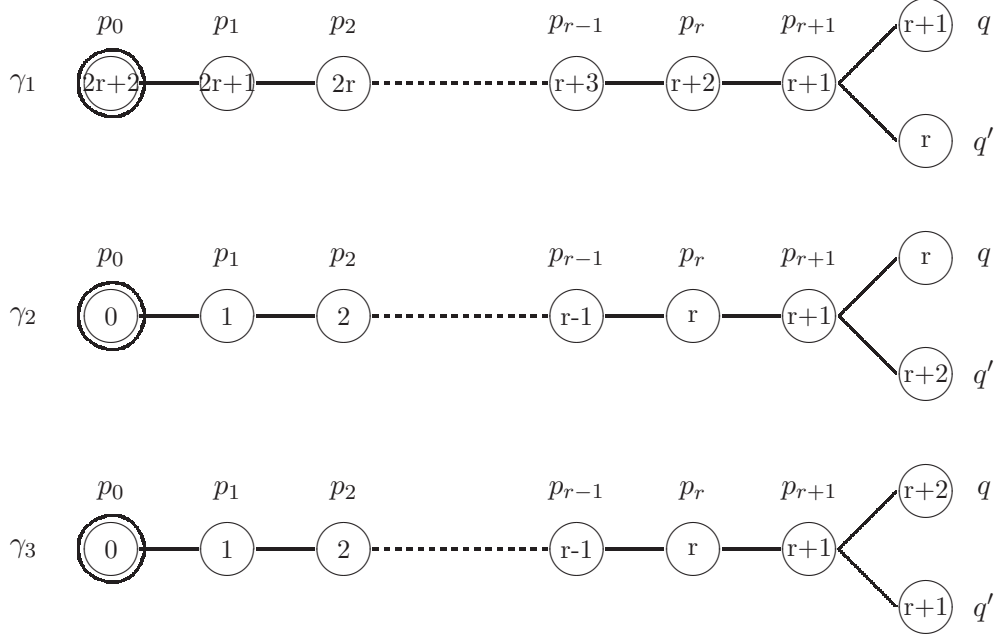 p₀ p₁ p₂ pᵣ₋₁ pᵣ pᵣ₊₁ r+1 q
γ₁ 2r+2 2r+1 2r r+3 r+2 r+1
r q′
p₀ p₁ p₂ pᵣ₋₁ pᵣ pᵣ₊₁ r q
γ₂ 0 1 2 r-1 r r+1
r+2 q′
p₀ p₁ p₂ pᵣ₋₁ pᵣ pᵣ₊₁ r+2 q
γ₃ 0 1 2 r-1 r r+1
r+1 q′